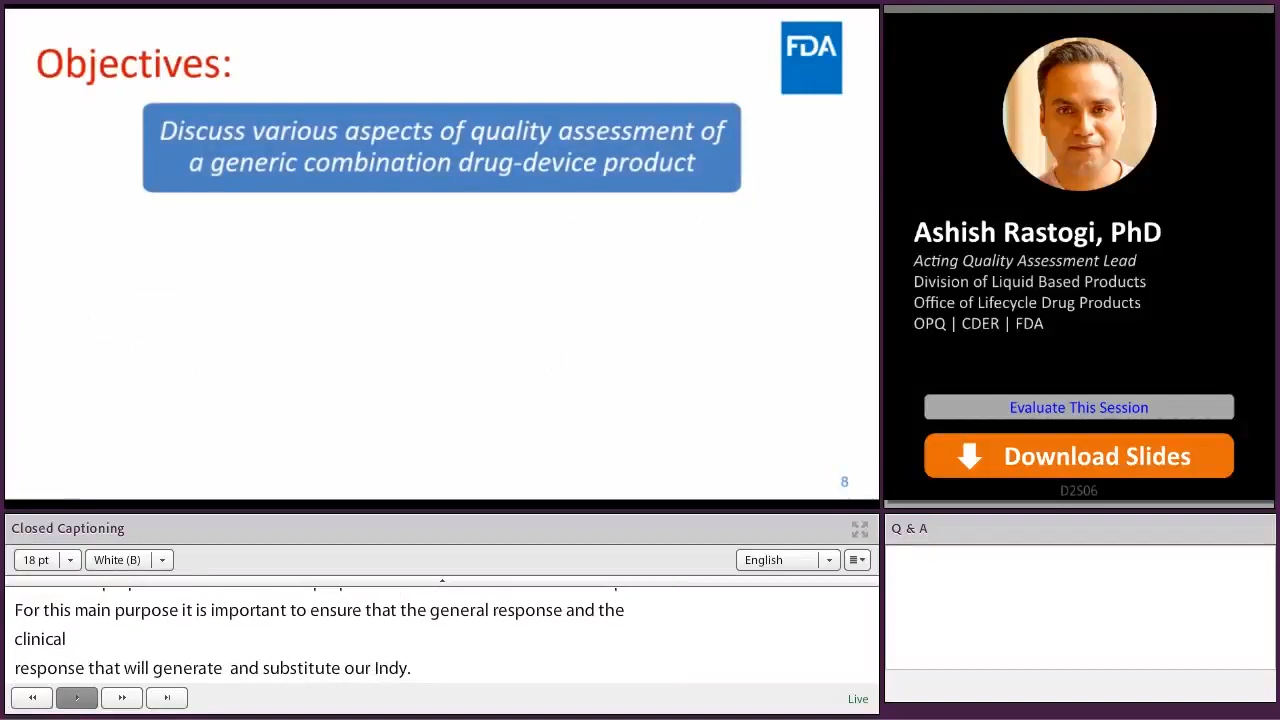 Objectives:
FDA
Discuss various aspects of quality assessment of
a generic combination drug-device product
8
Ashish Rastogi, PhD
Acting Quality Assessment Lead
Division of Liquid Based Products
Office of Lifecycle Drug Products
OPQ | CDER | FDA
Evaluate This Session
Download Slides
D2S06
Closed Captioning
18 pt
White (B)
English
For this main purpose it is important to ensure that the general response and the
clinical
response that will generate and substitute our Indy.
Live
Q & A